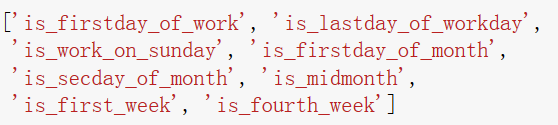 ['is_firstday_of_work', 'is_lastday_of_workday',
'is_work_on_sunday', 'is_firstday_of_month',
'is_secday_of_month', 'is_midmonth',
'is_first_week', 'is_fourth_week']